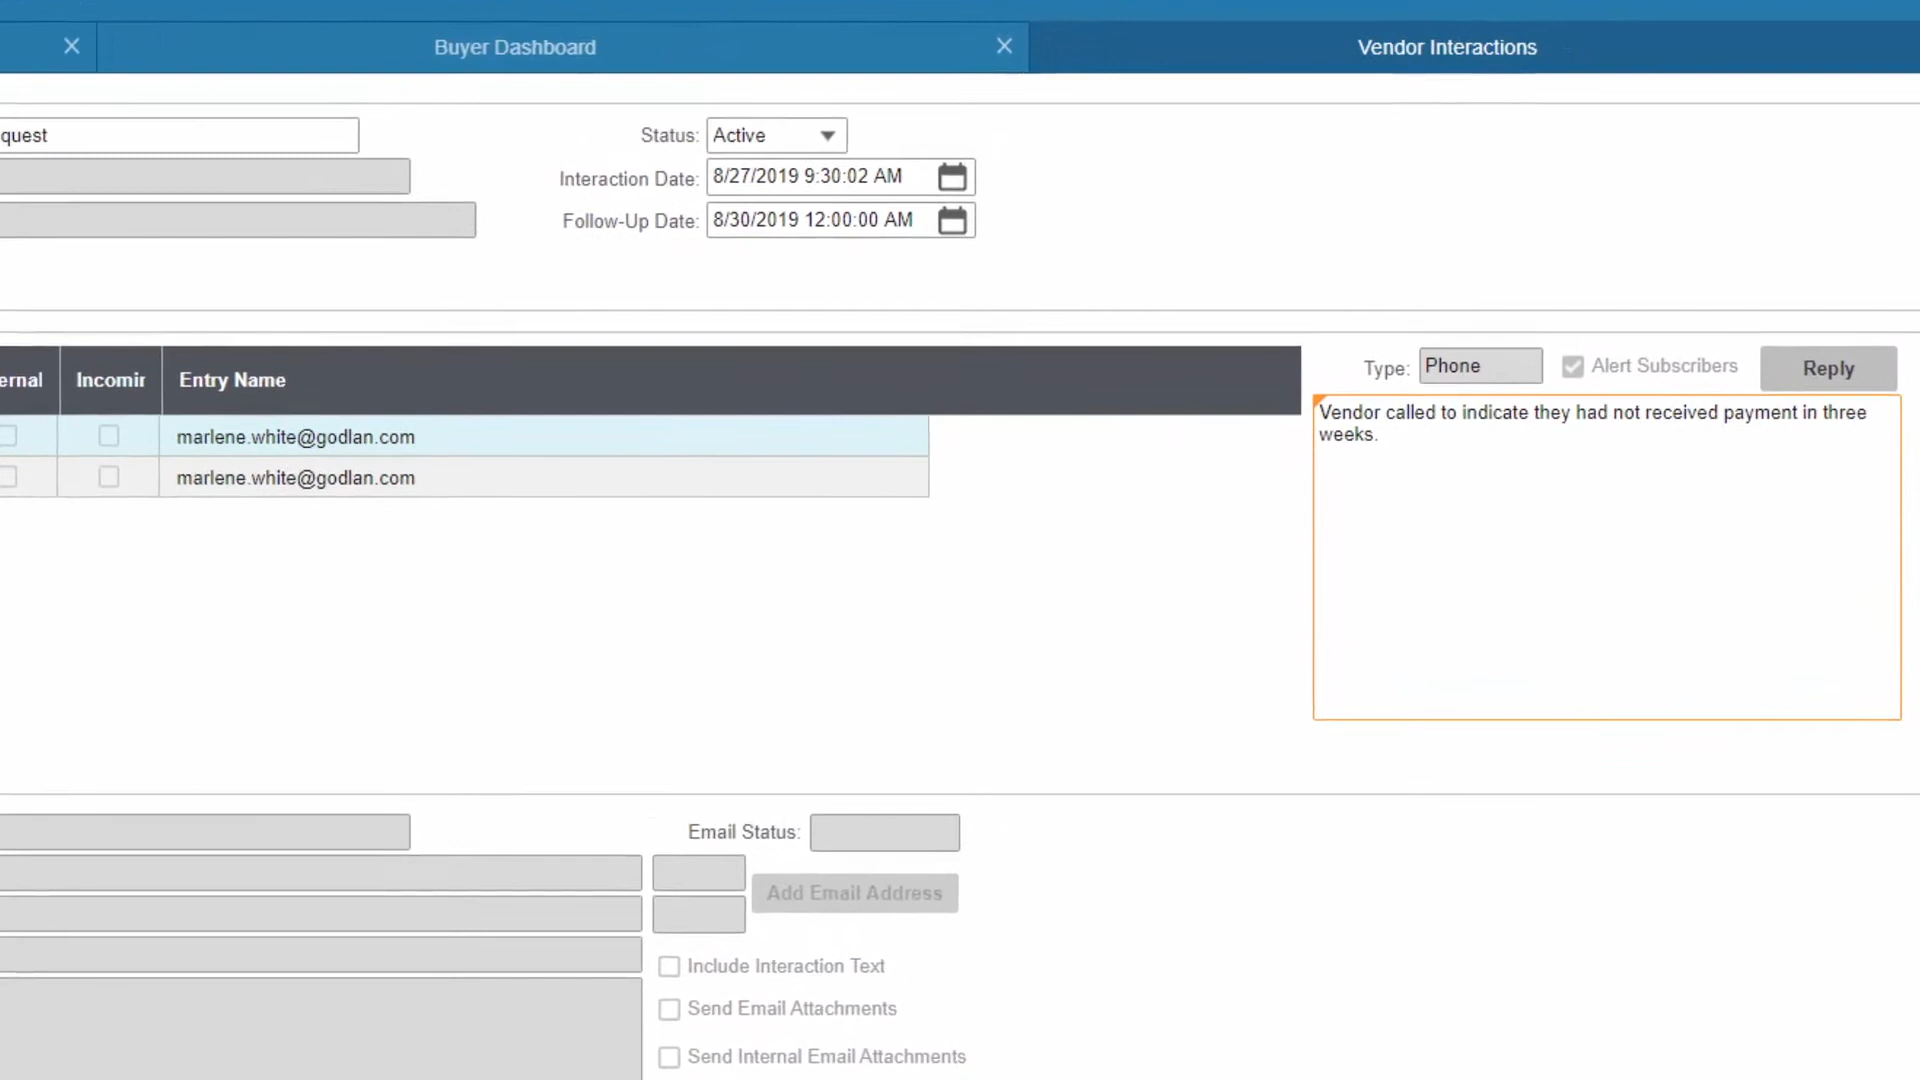 Buyer Dashboard
Vendor Interactions
quest
Status: Active
Interaction Date: 8/27/2019 9:30:02 AM
Follow-Up Date: 8/30/2019 12:00:00 AM
ernal Incomir Entry Name
marlene.white@godlan.com
marlene.white@godlan.com
Type: Phone Alert Subscribers Reply
Vendor called to indicate they had not received payment in three
weeks.
Email Status:
Add Email Address
Include Interaction Text
Send Email Attachments
Send Internal Email Attachments